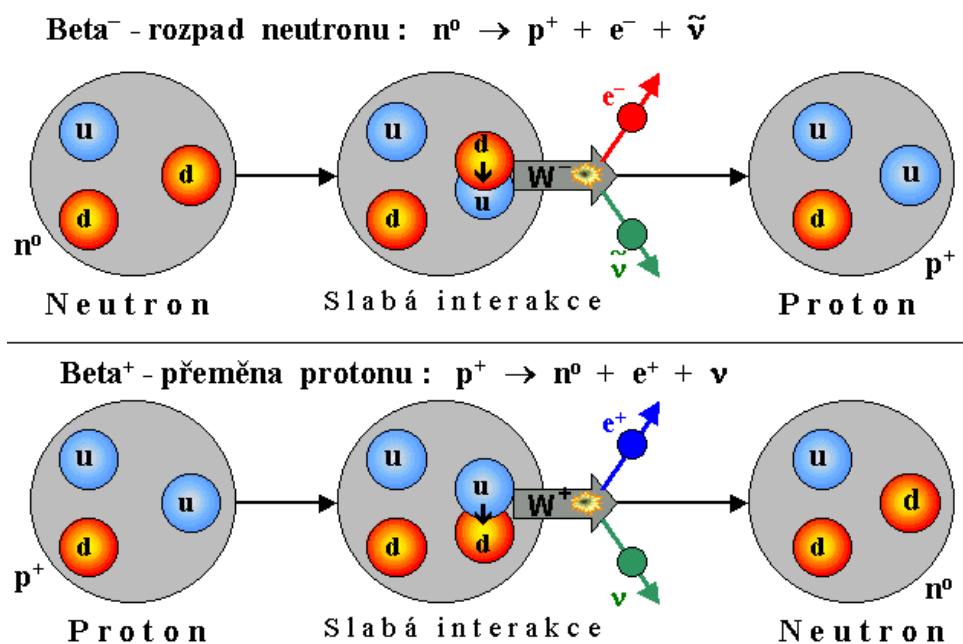 Beta⁻ - rozpad neutronu : n⁰ → p⁺ + e⁻ + ν̃
u d d
n⁰
Neutron
u d d u
W⁻
e⁻
ν̃
Slabá interakce
u u d
p⁺
Proton
Beta⁺ - přeměna protonu : p⁺ → n⁰ + e⁺ + ν
u u d
p⁺
Proton
u u d d
W⁺
e⁺
ν
Slabá interakce
u d d
n⁰
Neutron